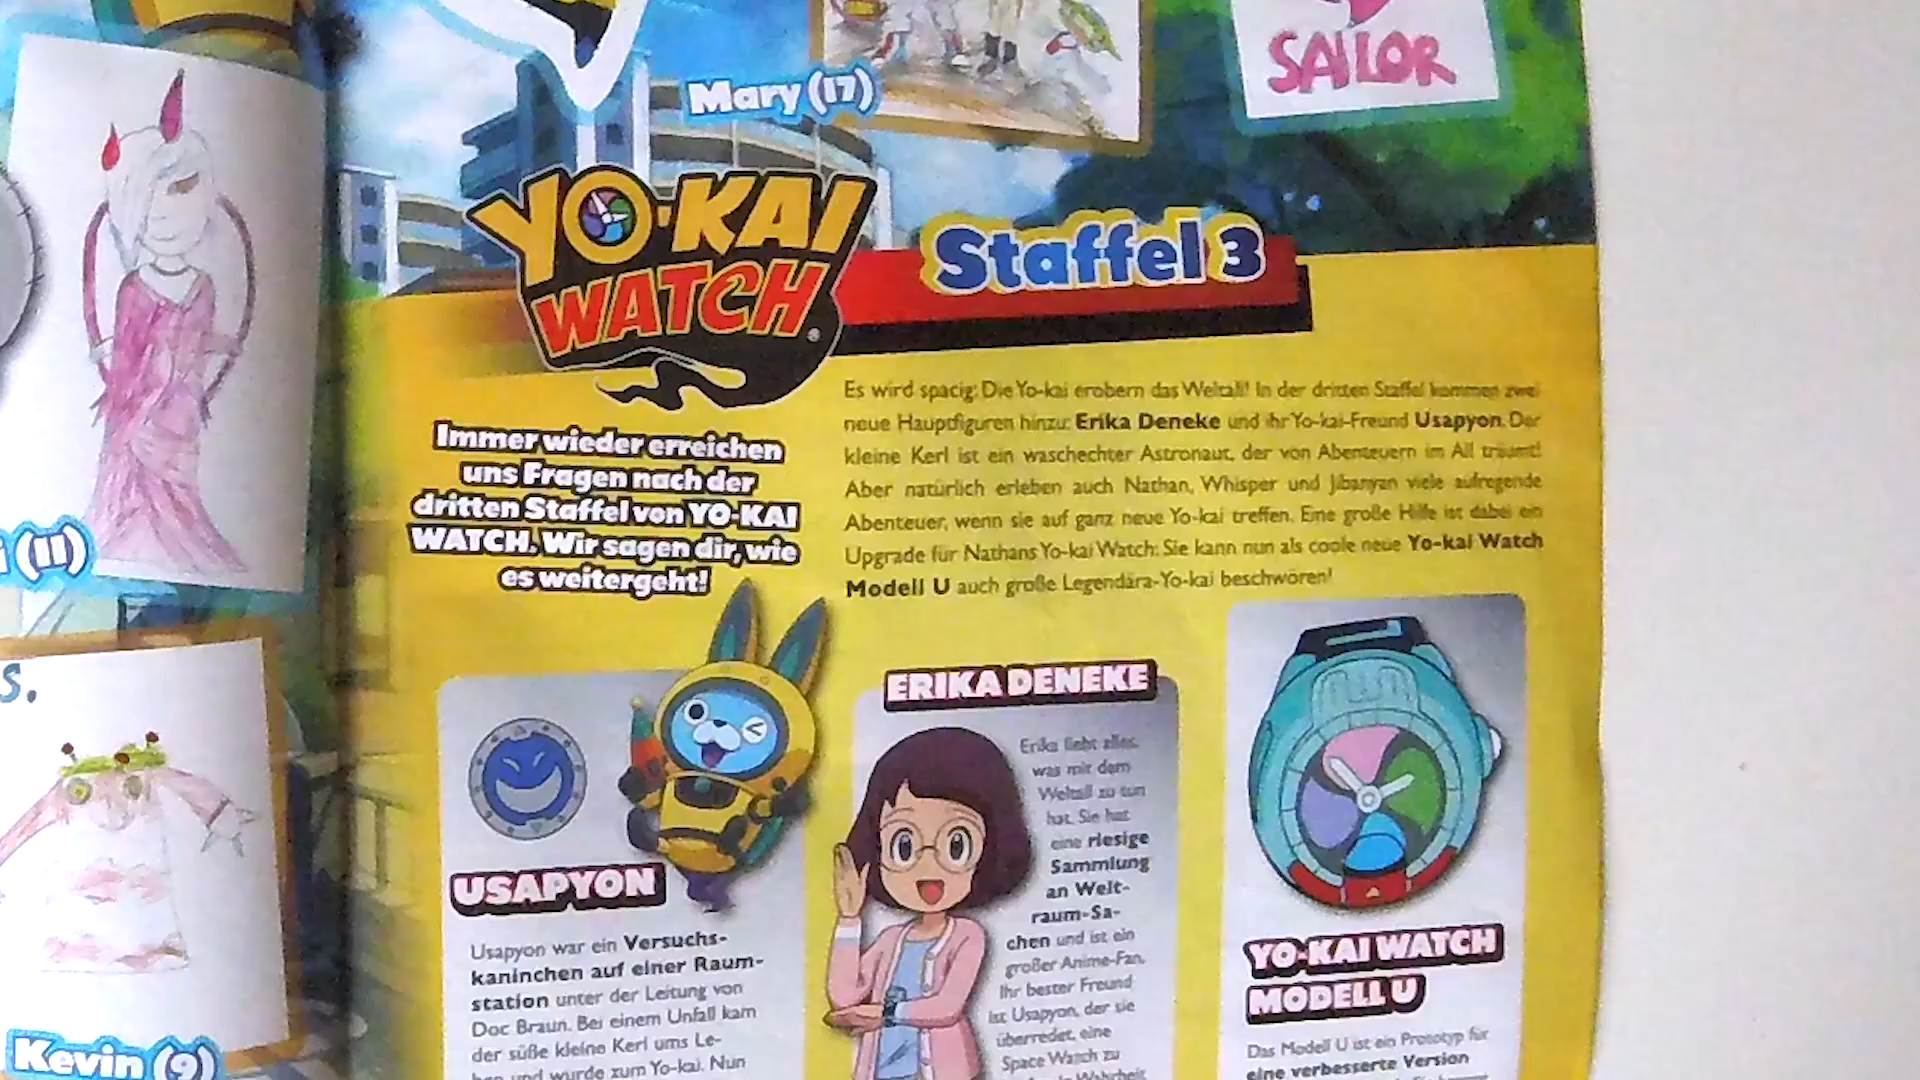 SAILOR
Mary (17)
(11)
s.
Kevin (9)
YO-KAI
WATCH
Staffel 3
Immer wieder erreichen
uns Fragen nach der
dritten Staffel von YO-KAI
WATCH. Wir sagen dir, wie
es weitergeht!
Es wird spacig: Die Yo-kai erobern das Weltall! In der dritten Staffel kommen zwei
neue Hauptfiguren hinzu: Erika Deneke und ihr Yo-kai-Freund Usapyon. Der
kleine Kerl ist ein waschechter Astronaut, der von Abenteuern im All träumt!
Aber natürlich erleben auch Nathan, Whisper und Jibanyan viele aufregende
Abenteuer, wenn sie auf ganz neue Yo-kai treffen. Eine große Hilfe ist dabei ein
Upgrade für Nathans Yo-kai Watch: Sie kann nun als coole neue Yo-kai Watch
Modell U auch große Legendära-Yo-kai beschwören!
USAPYON
Usapyon war ein Versuchs-
kaninchen auf einer Raum-
station unter der Leitung von
Doc Braun. Bei einem Unfall kam
der süße kleine Kerl ums Le-
ben und wurde zum Yo-kai. Nun
ERIKA DENEKE
Erika liebt alles,
was mit dem
Weltall zu tun
hat. Sie hat
eine riesige
Sammlung
an Welt-
raum-Sa-
chen und ist ein
großer Anime-Fan.
Ihr bester Freund
ist Usapyon, der sie
überredet, eine
Space Watch zu
Wahrheit
YO-KAI WATCH
MODELL U
Das Modell U ist ein Prototyp für
eine verbesserte Version